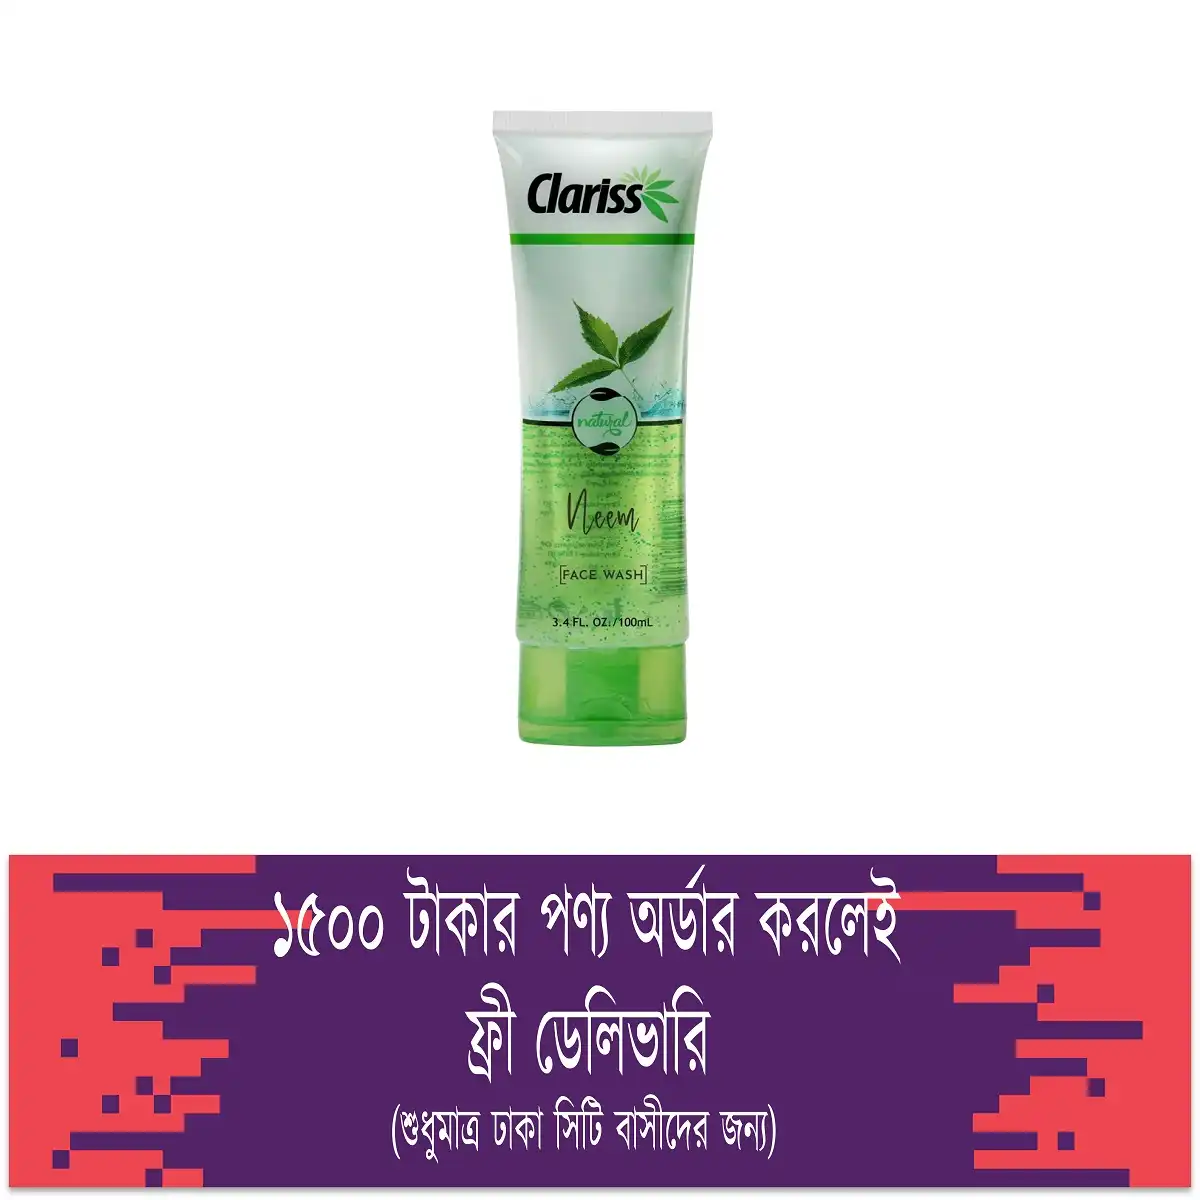 Clariss
natural
Neem
[FACE WASH]
3.4 FL. OZ./100mL
১৫০০ টাকার পণ্য অর্ডার করলেই
ফ্রী ডেলিভারি
(শুধুমাত্র ঢাকা সিটি বাসীদের জন্য)